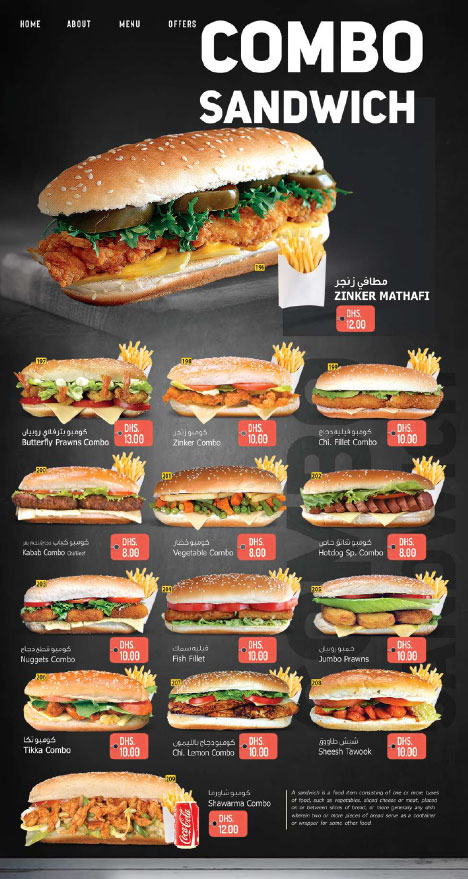 HOME ABOUT MENU OFFERS
COMBO
SANDWICH
196
مطافي زنجر
ZINKER MATHAFI
DHS.
12.00
197
كومبو بترفلاي روبيان
Butterfly Prawns Combo
DHS.
13.00
198
كومبو زنجر
Zinker Combo
DHS.
10.00
199
كومبو فيليه دجاج
Chi. Fillet Combo
DHS.
10.00
200
كومبو كباب
Kabab Combo Chi/Beef
DHS.
8.00
201
كومبو خضار
Vegetable Combo
DHS.
8.00
202
كومبو نقانق خاص
Hotdog Sp. Combo
DHS.
8.00
203
كومبو قطع دجاج
Nuggets Combo
DHS.
10.00
204
فيليه سمك
Fish Fillet
DHS.
10.00
205
جمبو روبيان
Jumbo Prawns
DHS.
10.00
206
كومبو تكا
Tikka Combo
DHS.
10.00
207
كومبو دجاج بالليمون
Chi. Lemon Combo
DHS.
10.00
208
شيش طاووق
Sheesh Tawook
DHS.
10.00
209
Coca-Cola
كومبو شاورما
Shawarma Combo
DHS.
12.00
A sandwich is a food item consisting of one or more types
of food, such as vegetables, sliced cheese or meat, placed
on or between slices of bread, or more generally any dish
wherein two or more pieces of bread serve as a container
or wrapper for some other food.